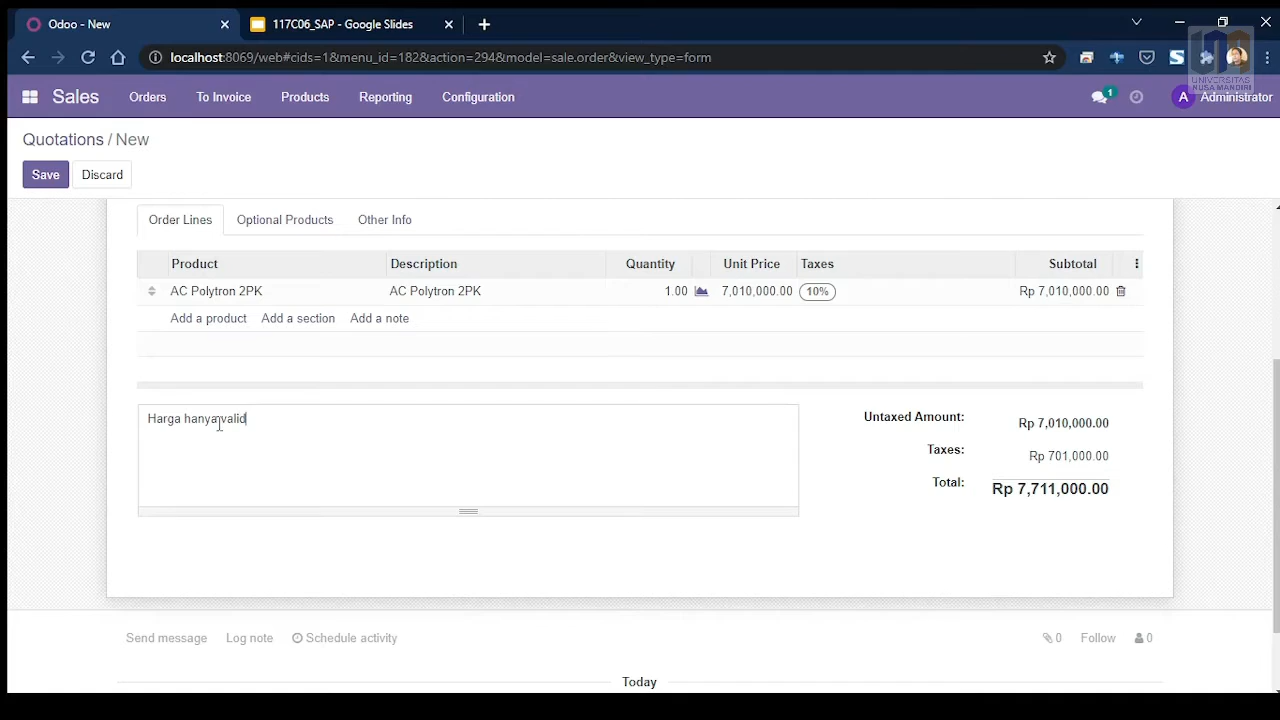 Odoo - New
117C06_SAP - Google Slides
localhost:8069/web#cids=1&menu_id=182&action=294&model=sale.order&view_type=form
UNIVERSITAS
NUSA MANDIRI
Sales Orders To Invoice Products Reporting Configuration 1 A Administrator
Quotations / New
Save Discard
Order Lines Optional Products Other Info
Product Description Quantity Unit Price Taxes Subtotal
AC Polytron 2PK AC Polytron 2PK 1.00 7,010,000.00 10% Rp 7,010,000.00
Add a product Add a section Add a note
Harga hanya valid
Untaxed Amount: Rp 7,010,000.00
Taxes: Rp 701,000.00
Total: Rp 7,711,000.00
Send message Log note Schedule activity 0 Follow 0
Today